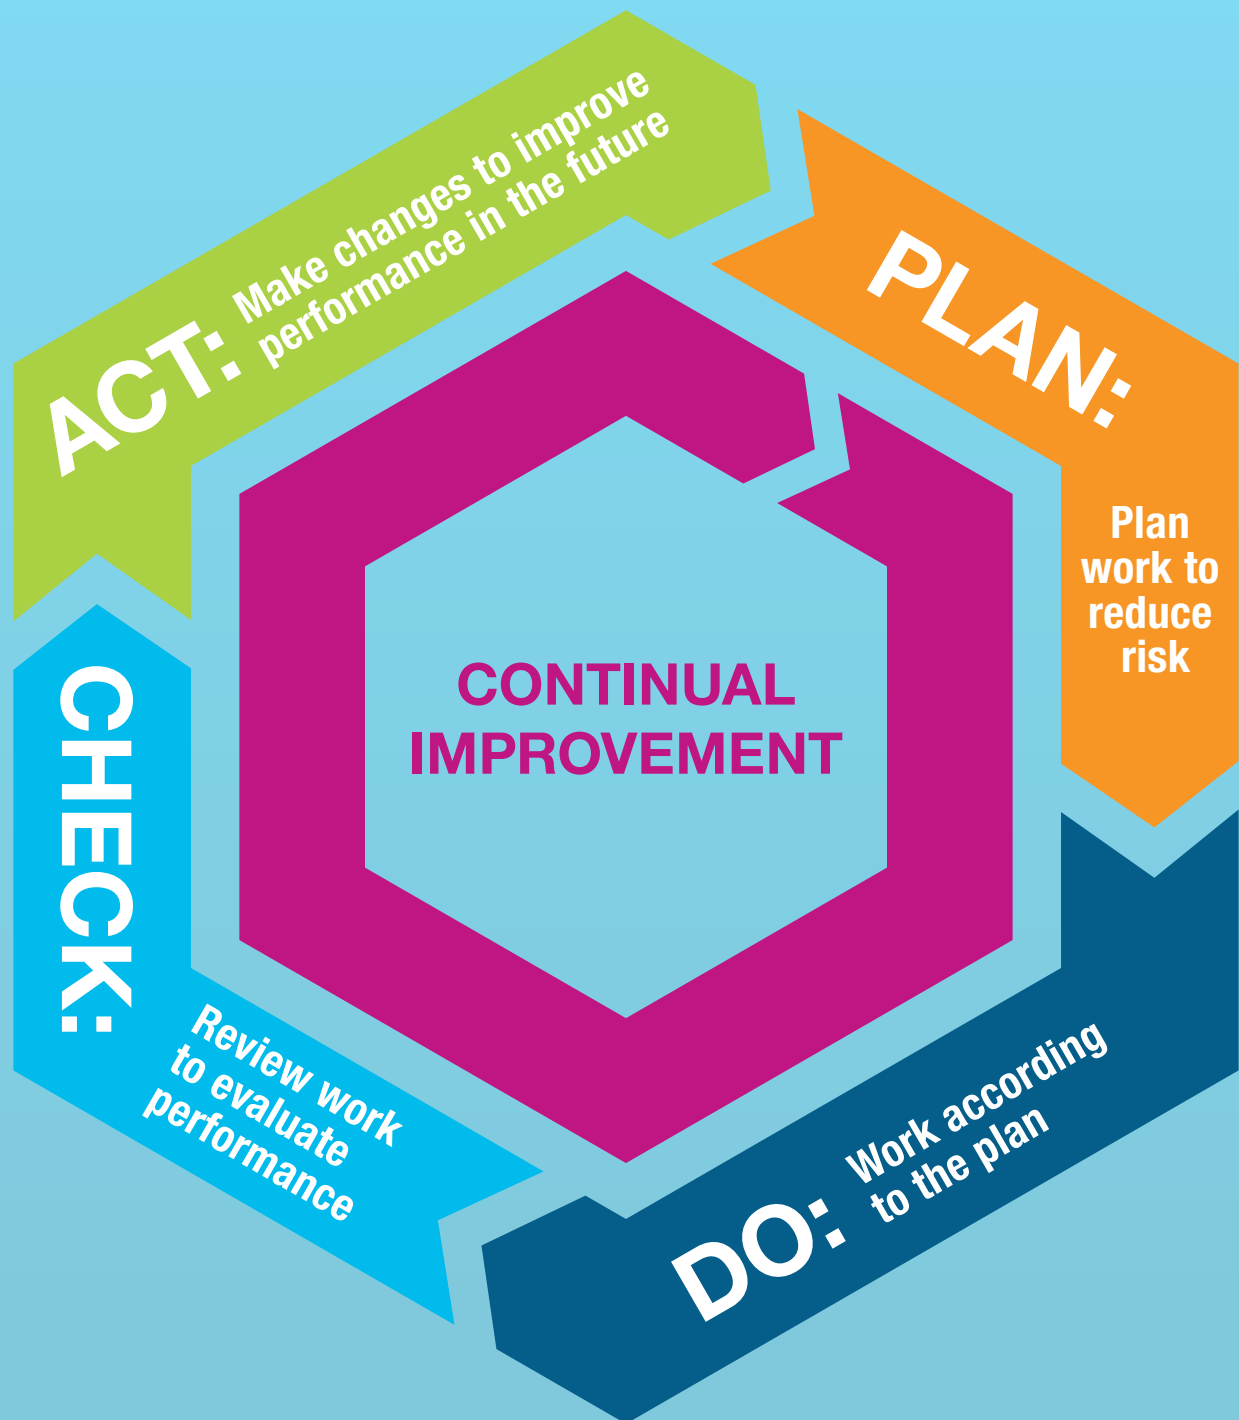 PLAN:
Plan
work to
reduce
risk
DO:
Work according
to the plan
CHECK:
Review work
to evaluate
performance
ACT:
Make changes to improve
performance in the future
CONTINUAL
IMPROVEMENT